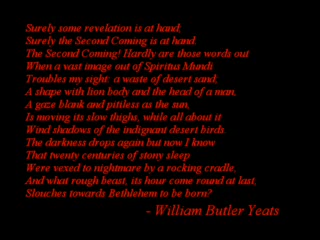 Surely some revelation is at hand;
Surely the Second Coming is at hand.
The Second Coming! Hardly are those words out
When a vast image out of Spiritus Mundi
Troubles my sight: a waste of desert sand;
A shape with lion body and the head of a man,
A gaze blank and pitiless as the sun,
Is moving its slow thighs, while all about it
Wind shadows of the indignant desert birds.
The darkness drops again but now I know
That twenty centuries of stony sleep
Were vexed to nightmare by a rocking cradle,
And what rough beast, its hour come round at last,
Slouches towards Bethlehem to be born?
- William Butler Yeats